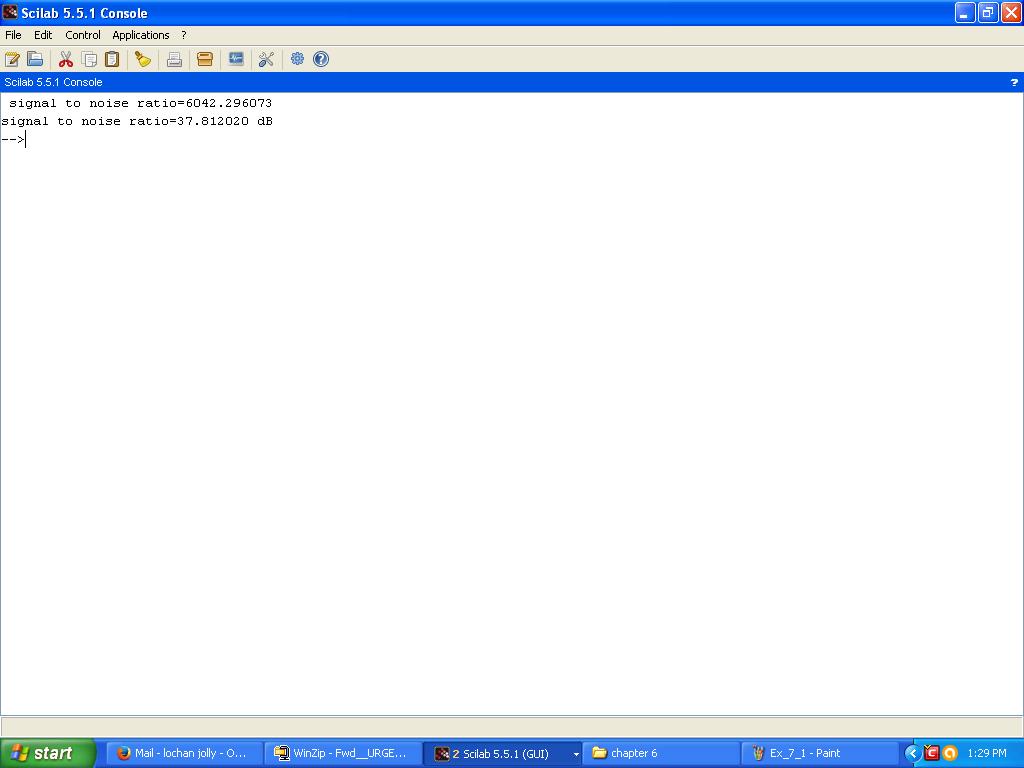 Scilab 5.5.1 Console
File Edit Control Applications ?
Scilab 5.5.1 Console ?
signal to noise ratio=6042.296073
signal to noise ratio=37.812020 dB
-->
start Mail - lochan jolly - O... WinZip - Fwd__URGE... 2 Scilab 5.5.1 (GUI) chapter 6 Ex_7_1 - Paint 1:29 PM